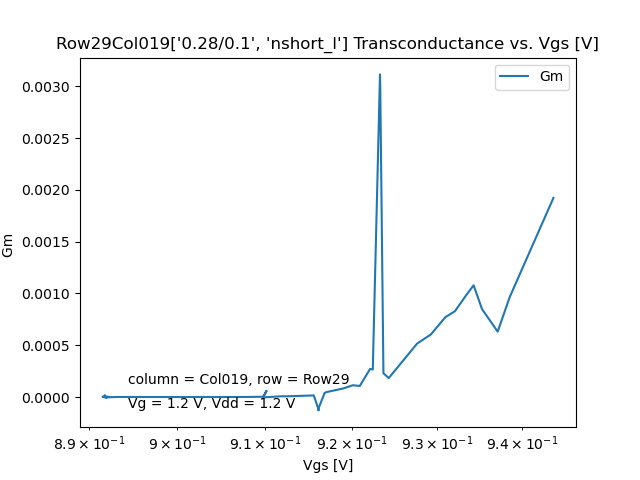 Row29Col019['0.28/0.1', 'nshort_l'] Transconductance vs. Vgs [V]
Gm
0.0030
0.0025
0.0020
0.0015
0.0010
0.0005
0.0000
Gm
column = Col019, row = Row29
Vg = 1.2 V, Vdd = 1.2 V
8.9 × 10⁻¹ 9 × 10⁻¹ 9.1 × 10⁻¹ 9.2 × 10⁻¹ 9.3 × 10⁻¹ 9.4 × 10⁻¹
Vgs [V]